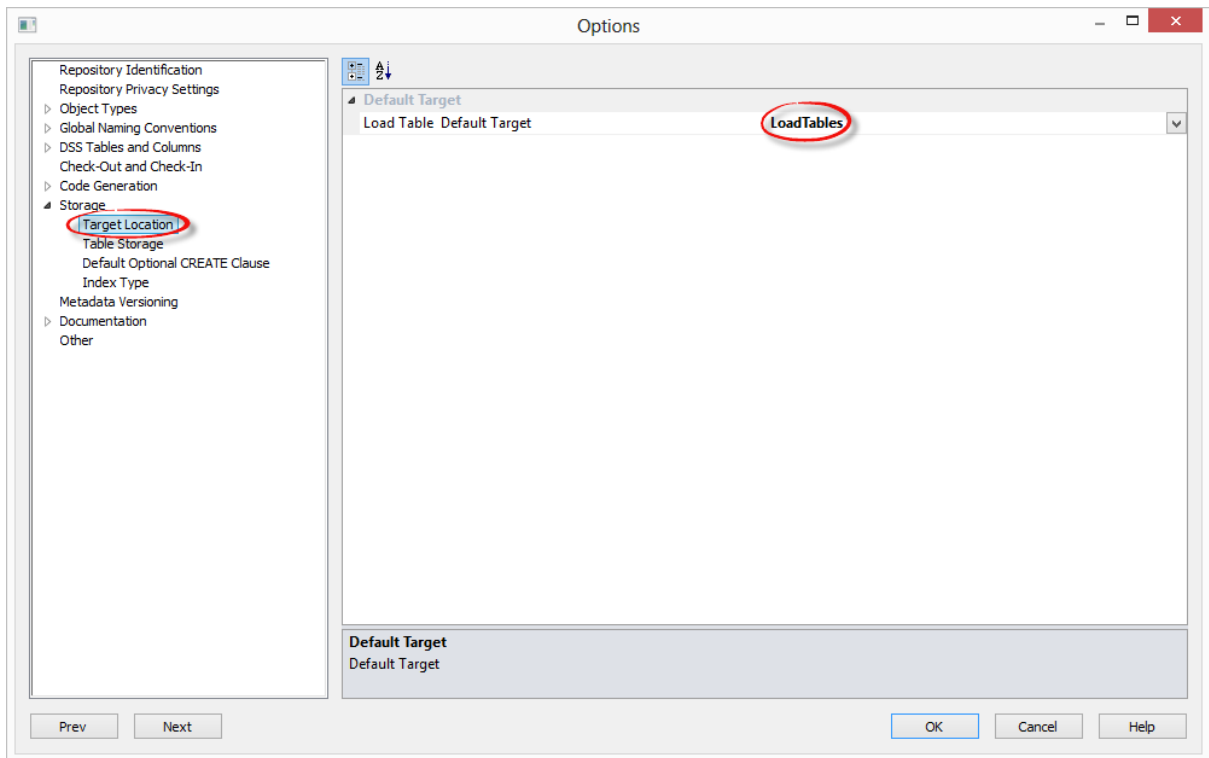 Options
Repository Identification
Repository Privacy Settings
Object Types
Global Naming Conventions
DSS Tables and Columns
Check-Out and Check-In
Code Generation
Storage
Target Location
Table Storage
Default Optional CREATE Clause
Index Type
Metadata Versioning
Documentation
Other
Default Target
Load Table Default Target LoadTables
Default Target
Default Target
Prev Next OK Cancel Help